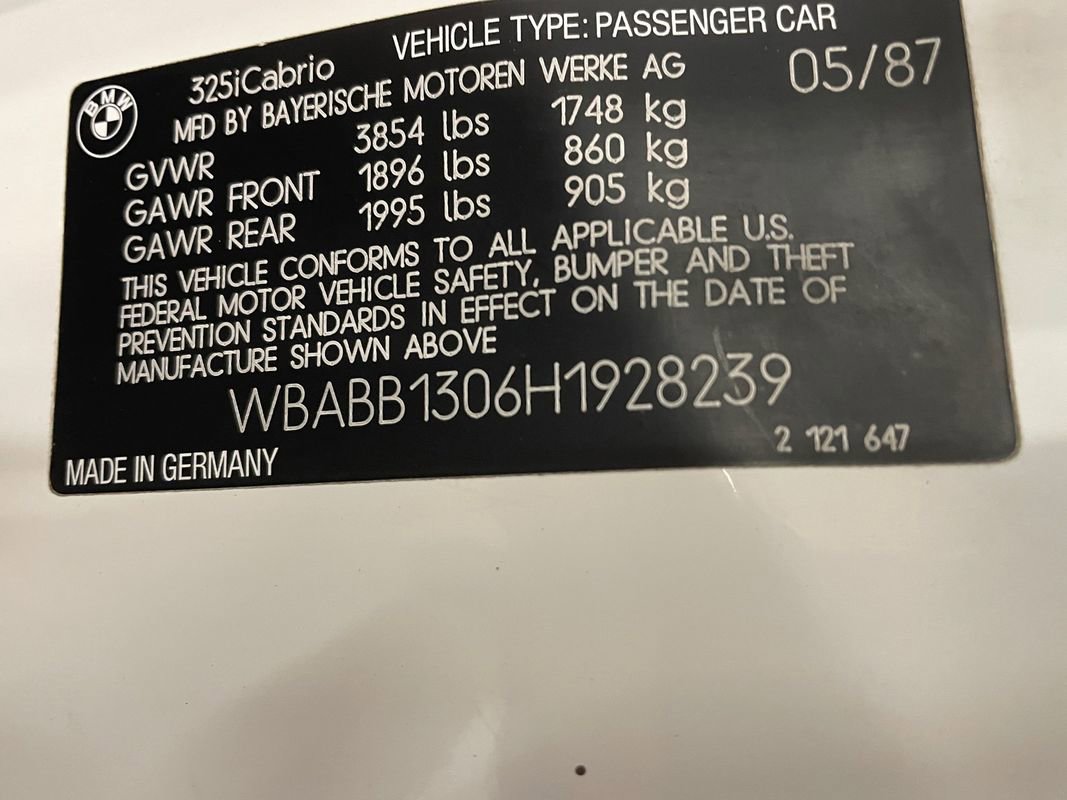 VEHICLE TYPE: PASSENGER CAR
BMW
325iCabrio
05/87
MFD BY BAYERISCHE MOTOREN WERKE AG
GVWR 3854 lbs 1748 kg
GAWR FRONT 1896 lbs 860 kg
GAWR REAR 1995 lbs 905 kg
THIS VEHICLE CONFORMS TO ALL APPLICABLE U.S.
FEDERAL MOTOR VEHICLE SAFETY, BUMPER AND THEFT
PREVENTION STANDARDS IN EFFECT ON THE DATE OF
MANUFACTURE SHOWN ABOVE
WBABB1306H1928239
2 121 647
MADE IN GERMANY